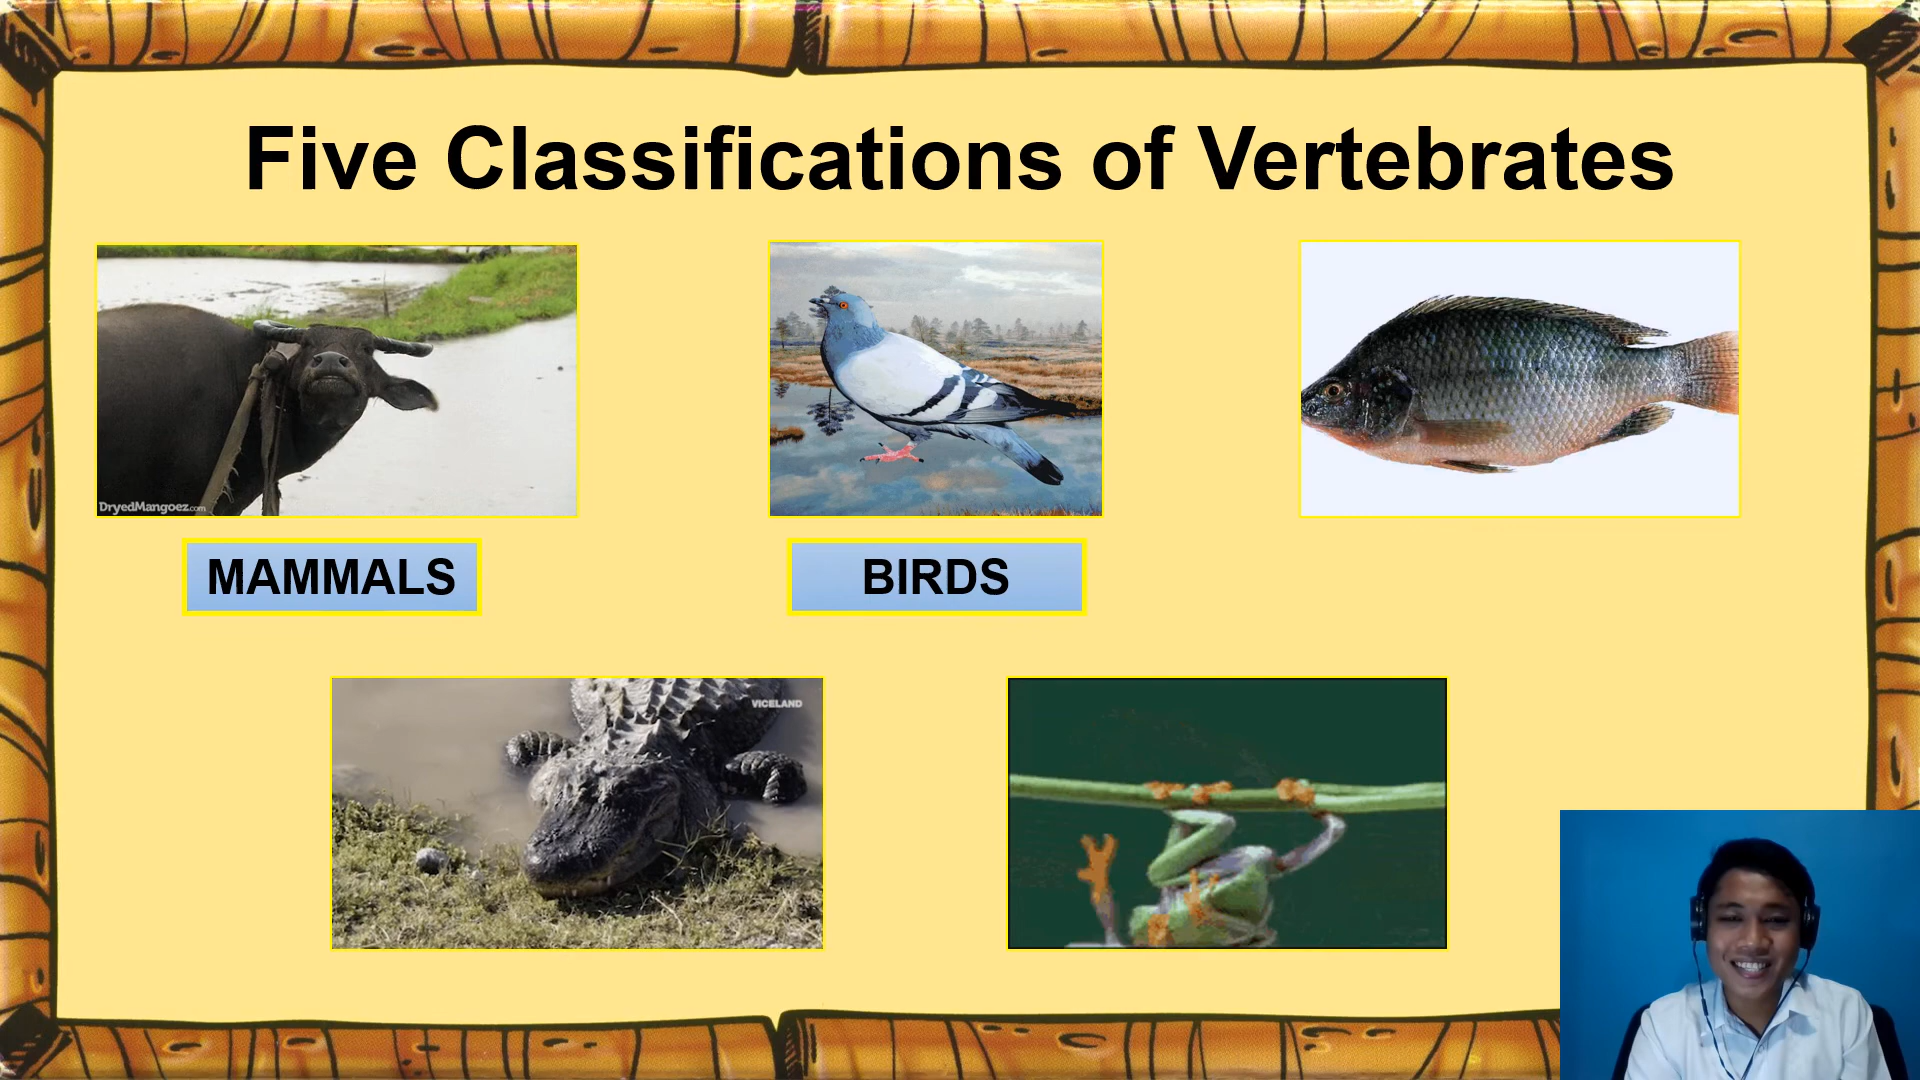 Five Classifications of Vertebrates
DryedMangoez.com
MAMMALS
BIRDS
VICELAND